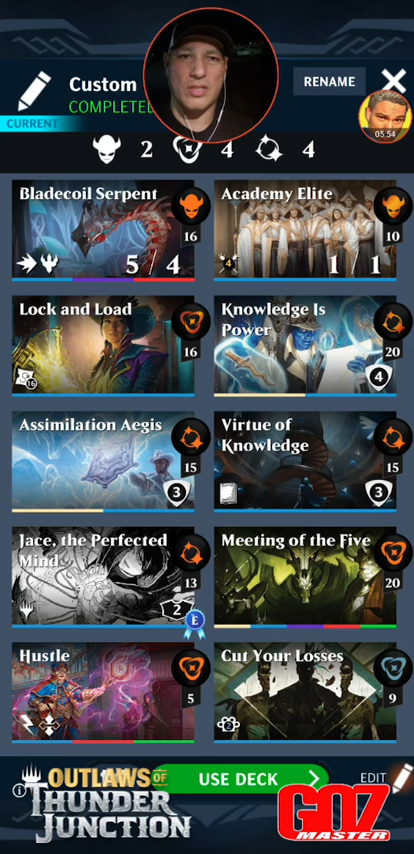 Custom
RENAME
COMPLETED
CURRENT
05:54
2 4 4
Bladecoil Serpent
16
5 / 4
Academy Elite
10
4
1 / 1
Lock and Load
16
16
Knowledge Is
Power
20
4
Assimilation Aegis
15
3
Virtue of
Knowledge
15
3
Jace, the Perfected
Mind
13
2
E
Meeting of the Five
20
Hustle
5
Cut Your Losses
9
2
OUTLAWS OF
THUNDER
JUNCTION
USE DECK
EDIT
GOZ
MASTER